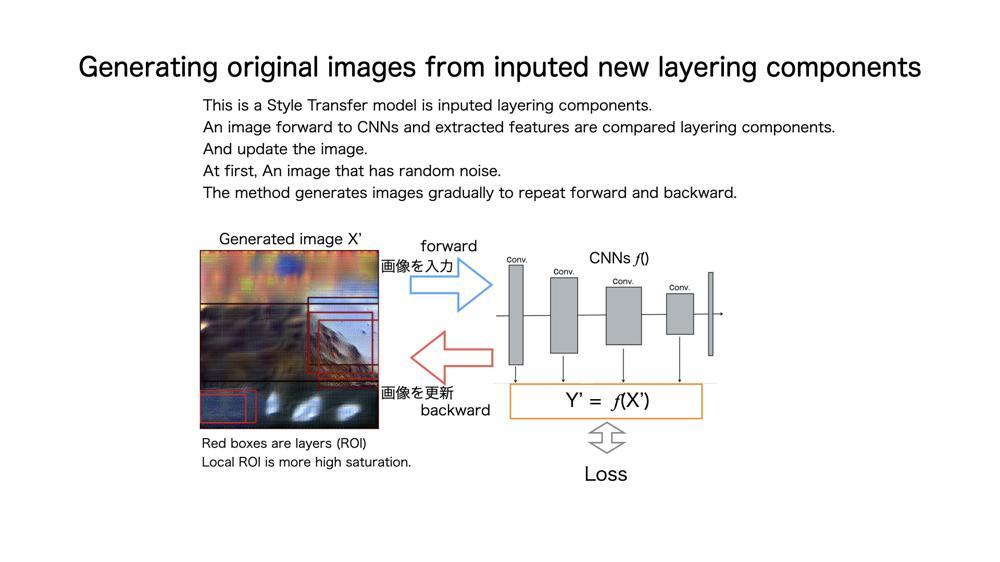 Generating original images from inputed new layering components
This is a Style Transfer model is inputed layering components.
An image forward to CNNs and extracted features are compared layering components.
And update the image.
At first, An image that has random noise.
The method generates images gradually to repeat forward and backward.
Generated image X’
forward
画像を入力
画像を更新
backward
Red boxes are layers (ROI)
Local ROI is more high saturation.
CNNs f()
Conv.
Conv.
Conv.
Conv.
Y’ = f(X’)
Loss